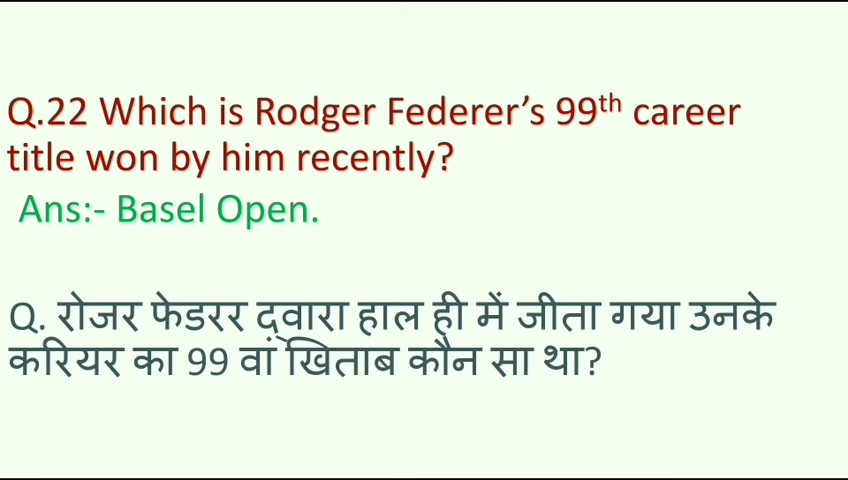 Q.22 Which is Rodger Federer’s 99th career
title won by him recently?
Ans:- Basel Open.
Q. रोजर फेडरर द्वारा हाल ही में जीता गया उनके
करियर का 99 वां खिताब कौन सा था?